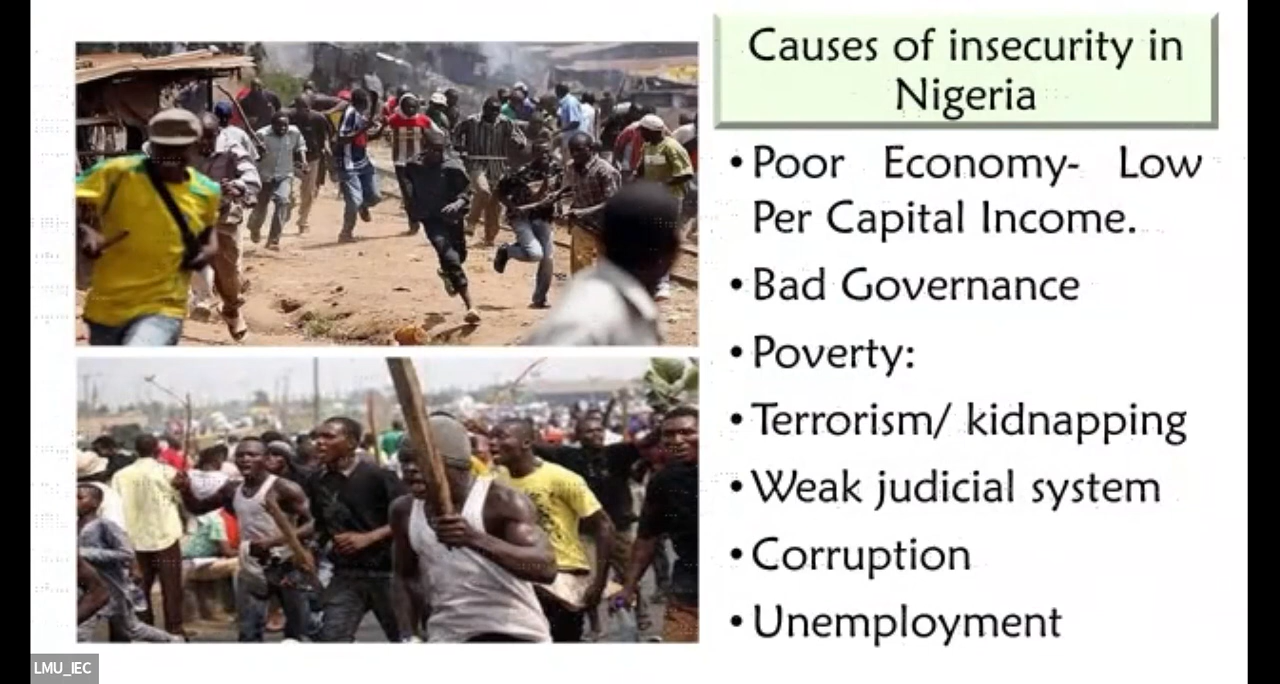 Causes of insecurity in
Nigeria
•Poor Economy- Low
Per Capital Income.
•Bad Governance
•Poverty:
•Terrorism/ kidnapping
•Weak judicial system
•Corruption
•Unemployment
LMU_IEC